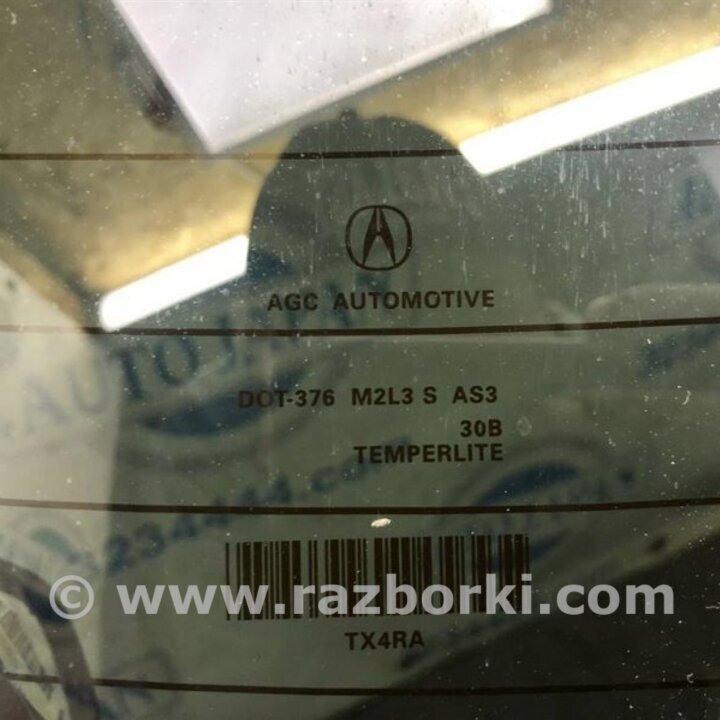 AGC AUTOMOTIVE
DOT-376 M2L3 S AS3
30B
TEMPERLITE
© www.razborki.com
TX4RA